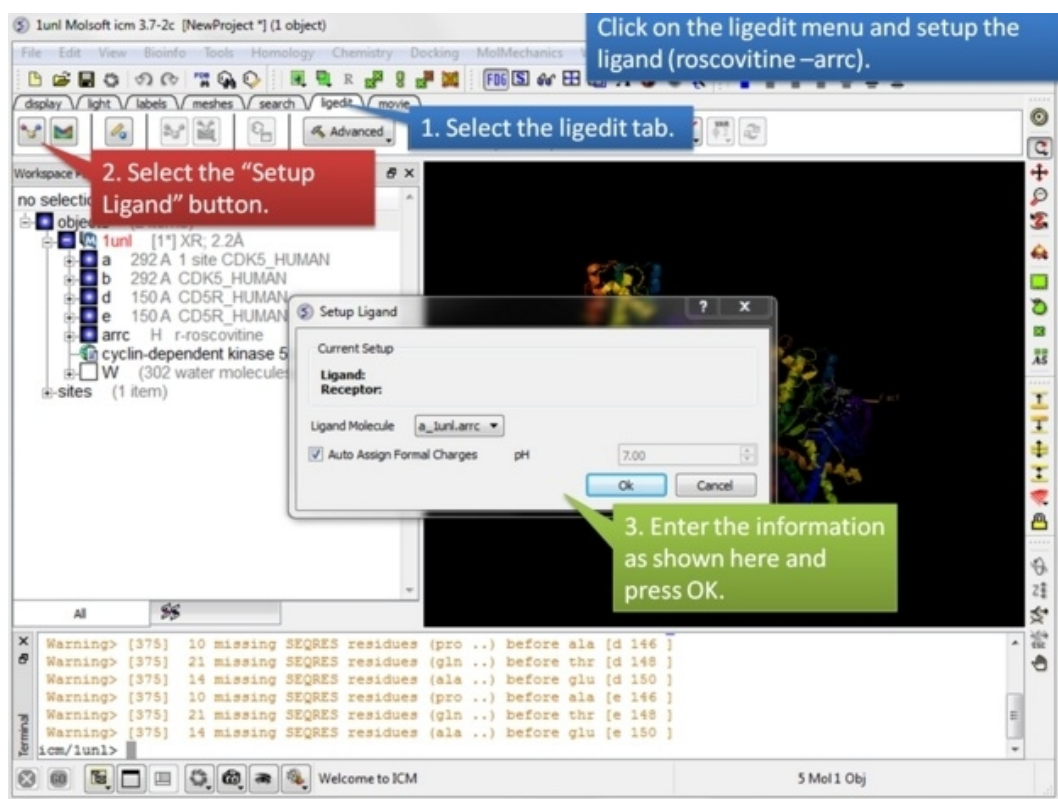 1unl Molsoft icm 3.7-2c [NewProject *] (1 object)
Click on the ligedit menu and setup the
ligand (roscovitine –arrc).
File Edit View Bioinfo Tools Homology Chemistry Docking MolMechanics
R
FOG S
display light labels meshes search ligedit movie
Advanced
1. Select the ligedit tab.
2. Select the “Setup
Ligand” button.
Workspace
no selectio
objects
1unl [1*] XR; 2.2Å
a 292 A 1 site CDK5_HUMAN
b 292 A CDK5_HUMAN
d 150 A CD5R_HUMAN
e 150 A CD5R_HUMAN
arrc H r-roscovitine
cyclin-dependent kinase 5
W (302 water molecules
sites (1 item)
Setup Ligand ? X
Current Setup
Ligand:
Receptor:
Ligand Molecule a_1unl.arrc
Auto Assign Formal Charges pH 7.00
Ok Cancel
3. Enter the information
as shown here and
press OK.
All
Warning> [375] 10 missing SEQRES residues (pro ..) before ala [d 146 ]
Warning> [375] 21 missing SEQRES residues (gln ..) before thr [d 148 ]
Warning> [375] 14 missing SEQRES residues (ala ..) before glu [d 150 ]
Warning> [375] 10 missing SEQRES residues (pro ..) before ala [e 146 ]
Warning> [375] 21 missing SEQRES residues (gln ..) before thr [e 148 ]
Warning> [375] 14 missing SEQRES residues (ala ..) before glu [e 150 ]
icm/1unl>
Terminal
Welcome to ICM 5 Mol 1 Obj